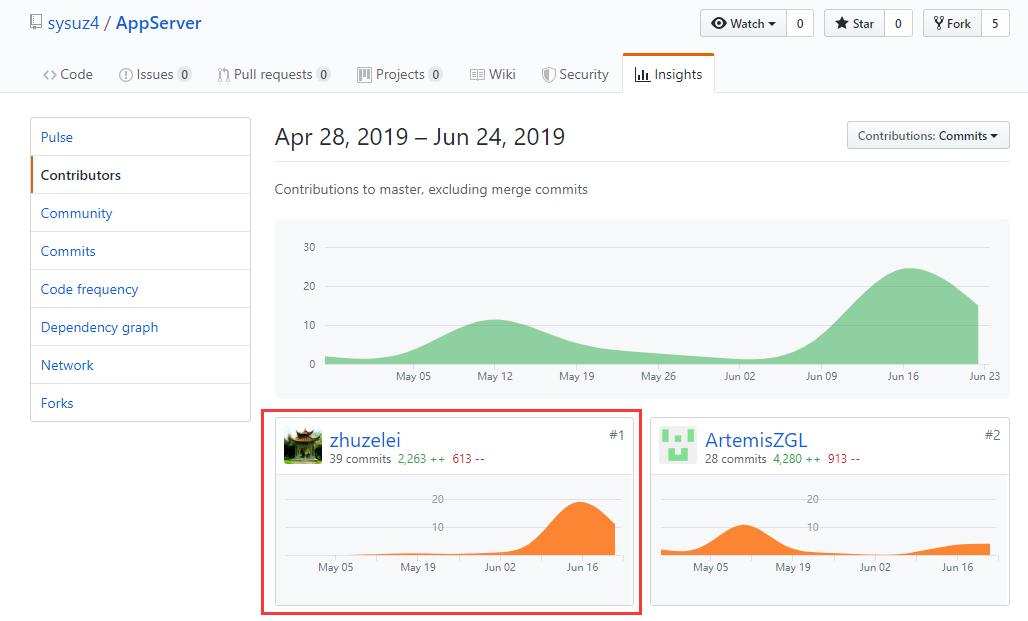 sysuz4 / AppServer
Watch 0 Star 0 Fork 5
Code Issues 0 Pull requests 0 Projects 0 Wiki Security Insights
Pulse
Contributors
Community
Commits
Code frequency
Dependency graph
Network
Forks
Apr 28, 2019 – Jun 24, 2019
Contributions: Commits
Contributions to master, excluding merge commits
30
20
10
0
May 05 May 12 May 19 May 26 Jun 02 Jun 09 Jun 16 Jun 23
zhuzelei #1
39 commits 2,263 ++ 613 --
20
10
May 05 May 19 Jun 02 Jun 16
ArtemisZGL #2
28 commits 4,280 ++ 913 --
20
10
May 05 May 19 Jun 02 Jun 16